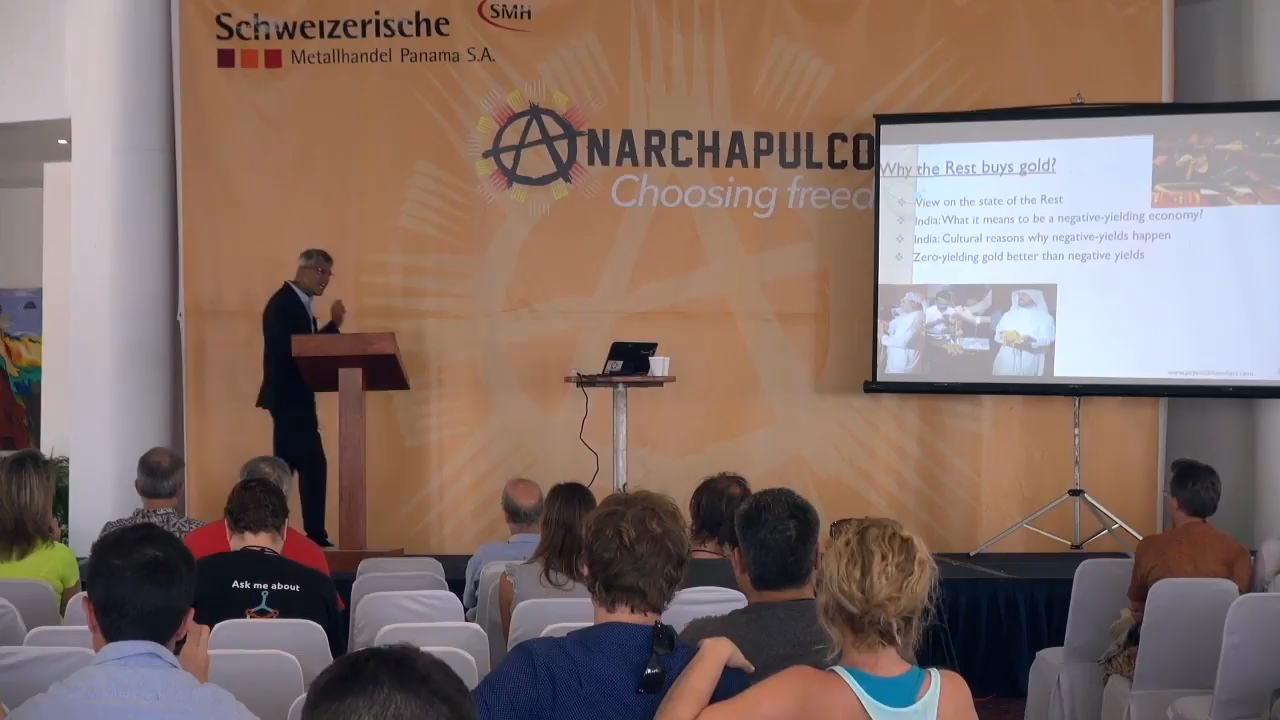 Schweizerische
SMH
Metallhandel Panama S.A.
NARCHAPULCO
Choosing freed
Why the Rest buys gold?
View on the state of the Rest
India: What it means to be a negative-yielding economy?
India: Cultural reasons why negative-yields happen
Zero-yielding gold better than negative yields
Ask me about